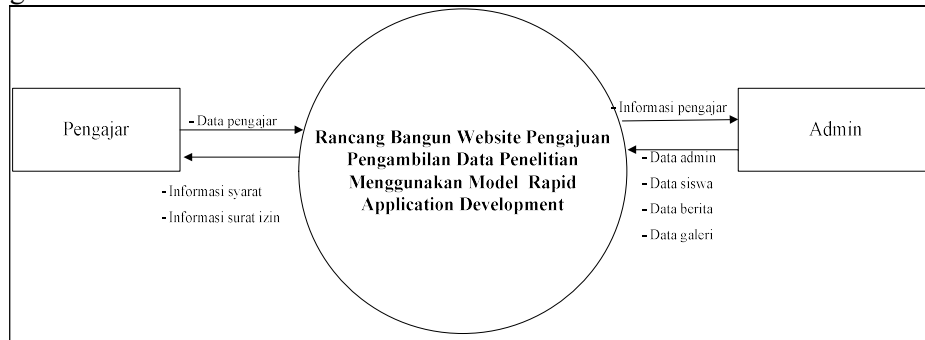 g
Pengajar
- Data pengajar
- Informasi syarat
- Informasi surat izin
Rancang Bangun Website Pengajuan
Pengambilan Data Penelitian
Menggunakan Model Rapid
Application Development
- Informasi pengajar
- Data admin
- Data siswa
- Data berita
- Data galeri
Admin